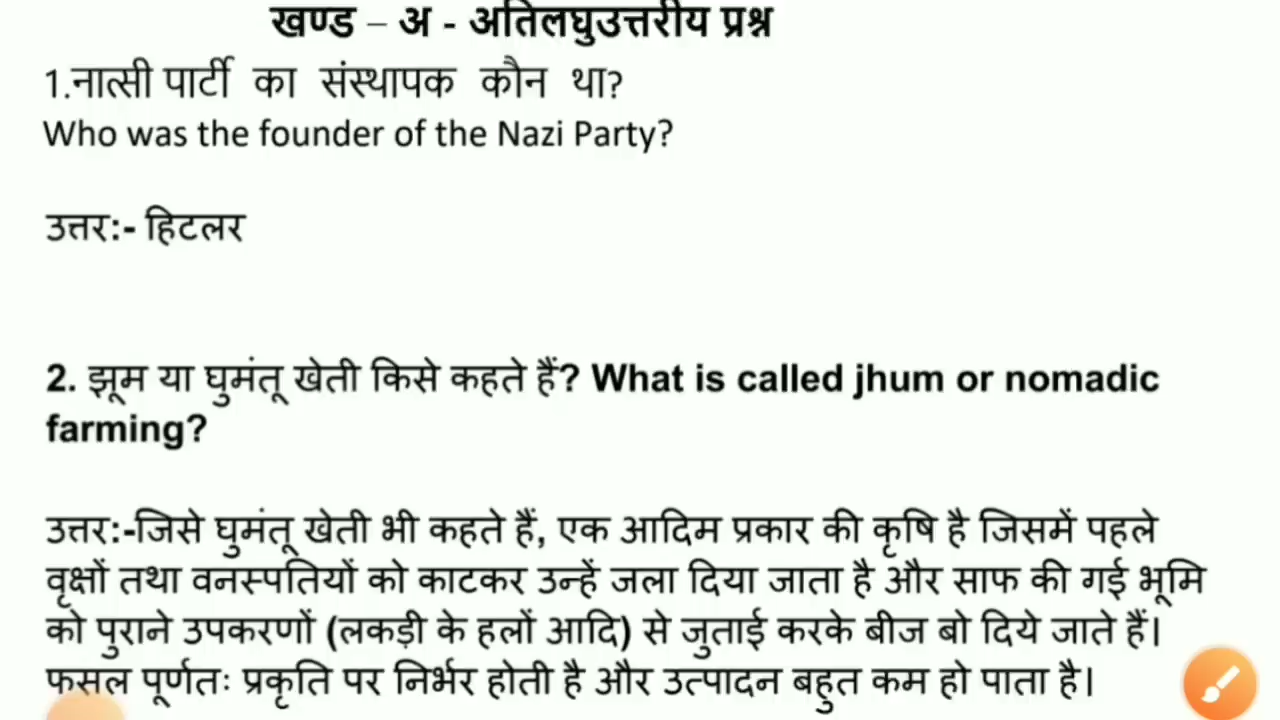 खण्ड – अ - अतिलघुउत्तरीय प्रश्न
1.नात्सी पार्टी का संस्थापक कौन था?
Who was the founder of the Nazi Party?
उत्तर:- हिटलर
2. झूम या घुमंतू खेती किसे कहते हैं? What is called jhum or nomadic
farming?
उत्तर:-जिसे घुमंतू खेती भी कहते हैं, एक आदिम प्रकार की कृषि है जिसमें पहले
वृक्षों तथा वनस्पतियों को काटकर उन्हें जला दिया जाता है और साफ की गई भूमि
को पुराने उपकरणों (लकड़ी के हलों आदि) से जुताई करके बीज बो दिये जाते हैं।
फसल पूर्णतः प्रकृति पर निर्भर होती है और उत्पादन बहुत कम हो पाता है।